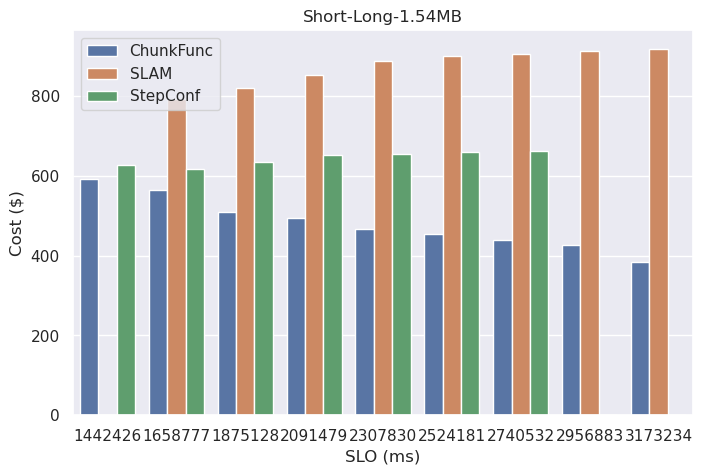 Short-Long-1.54MB
ChunkFunc
SLAM
StepConf
Cost ($)
800
600
400
200
0
1442426 1658777 1875128 2091479 2307830 2524181 2740532 2956883 3173234
SLO (ms)